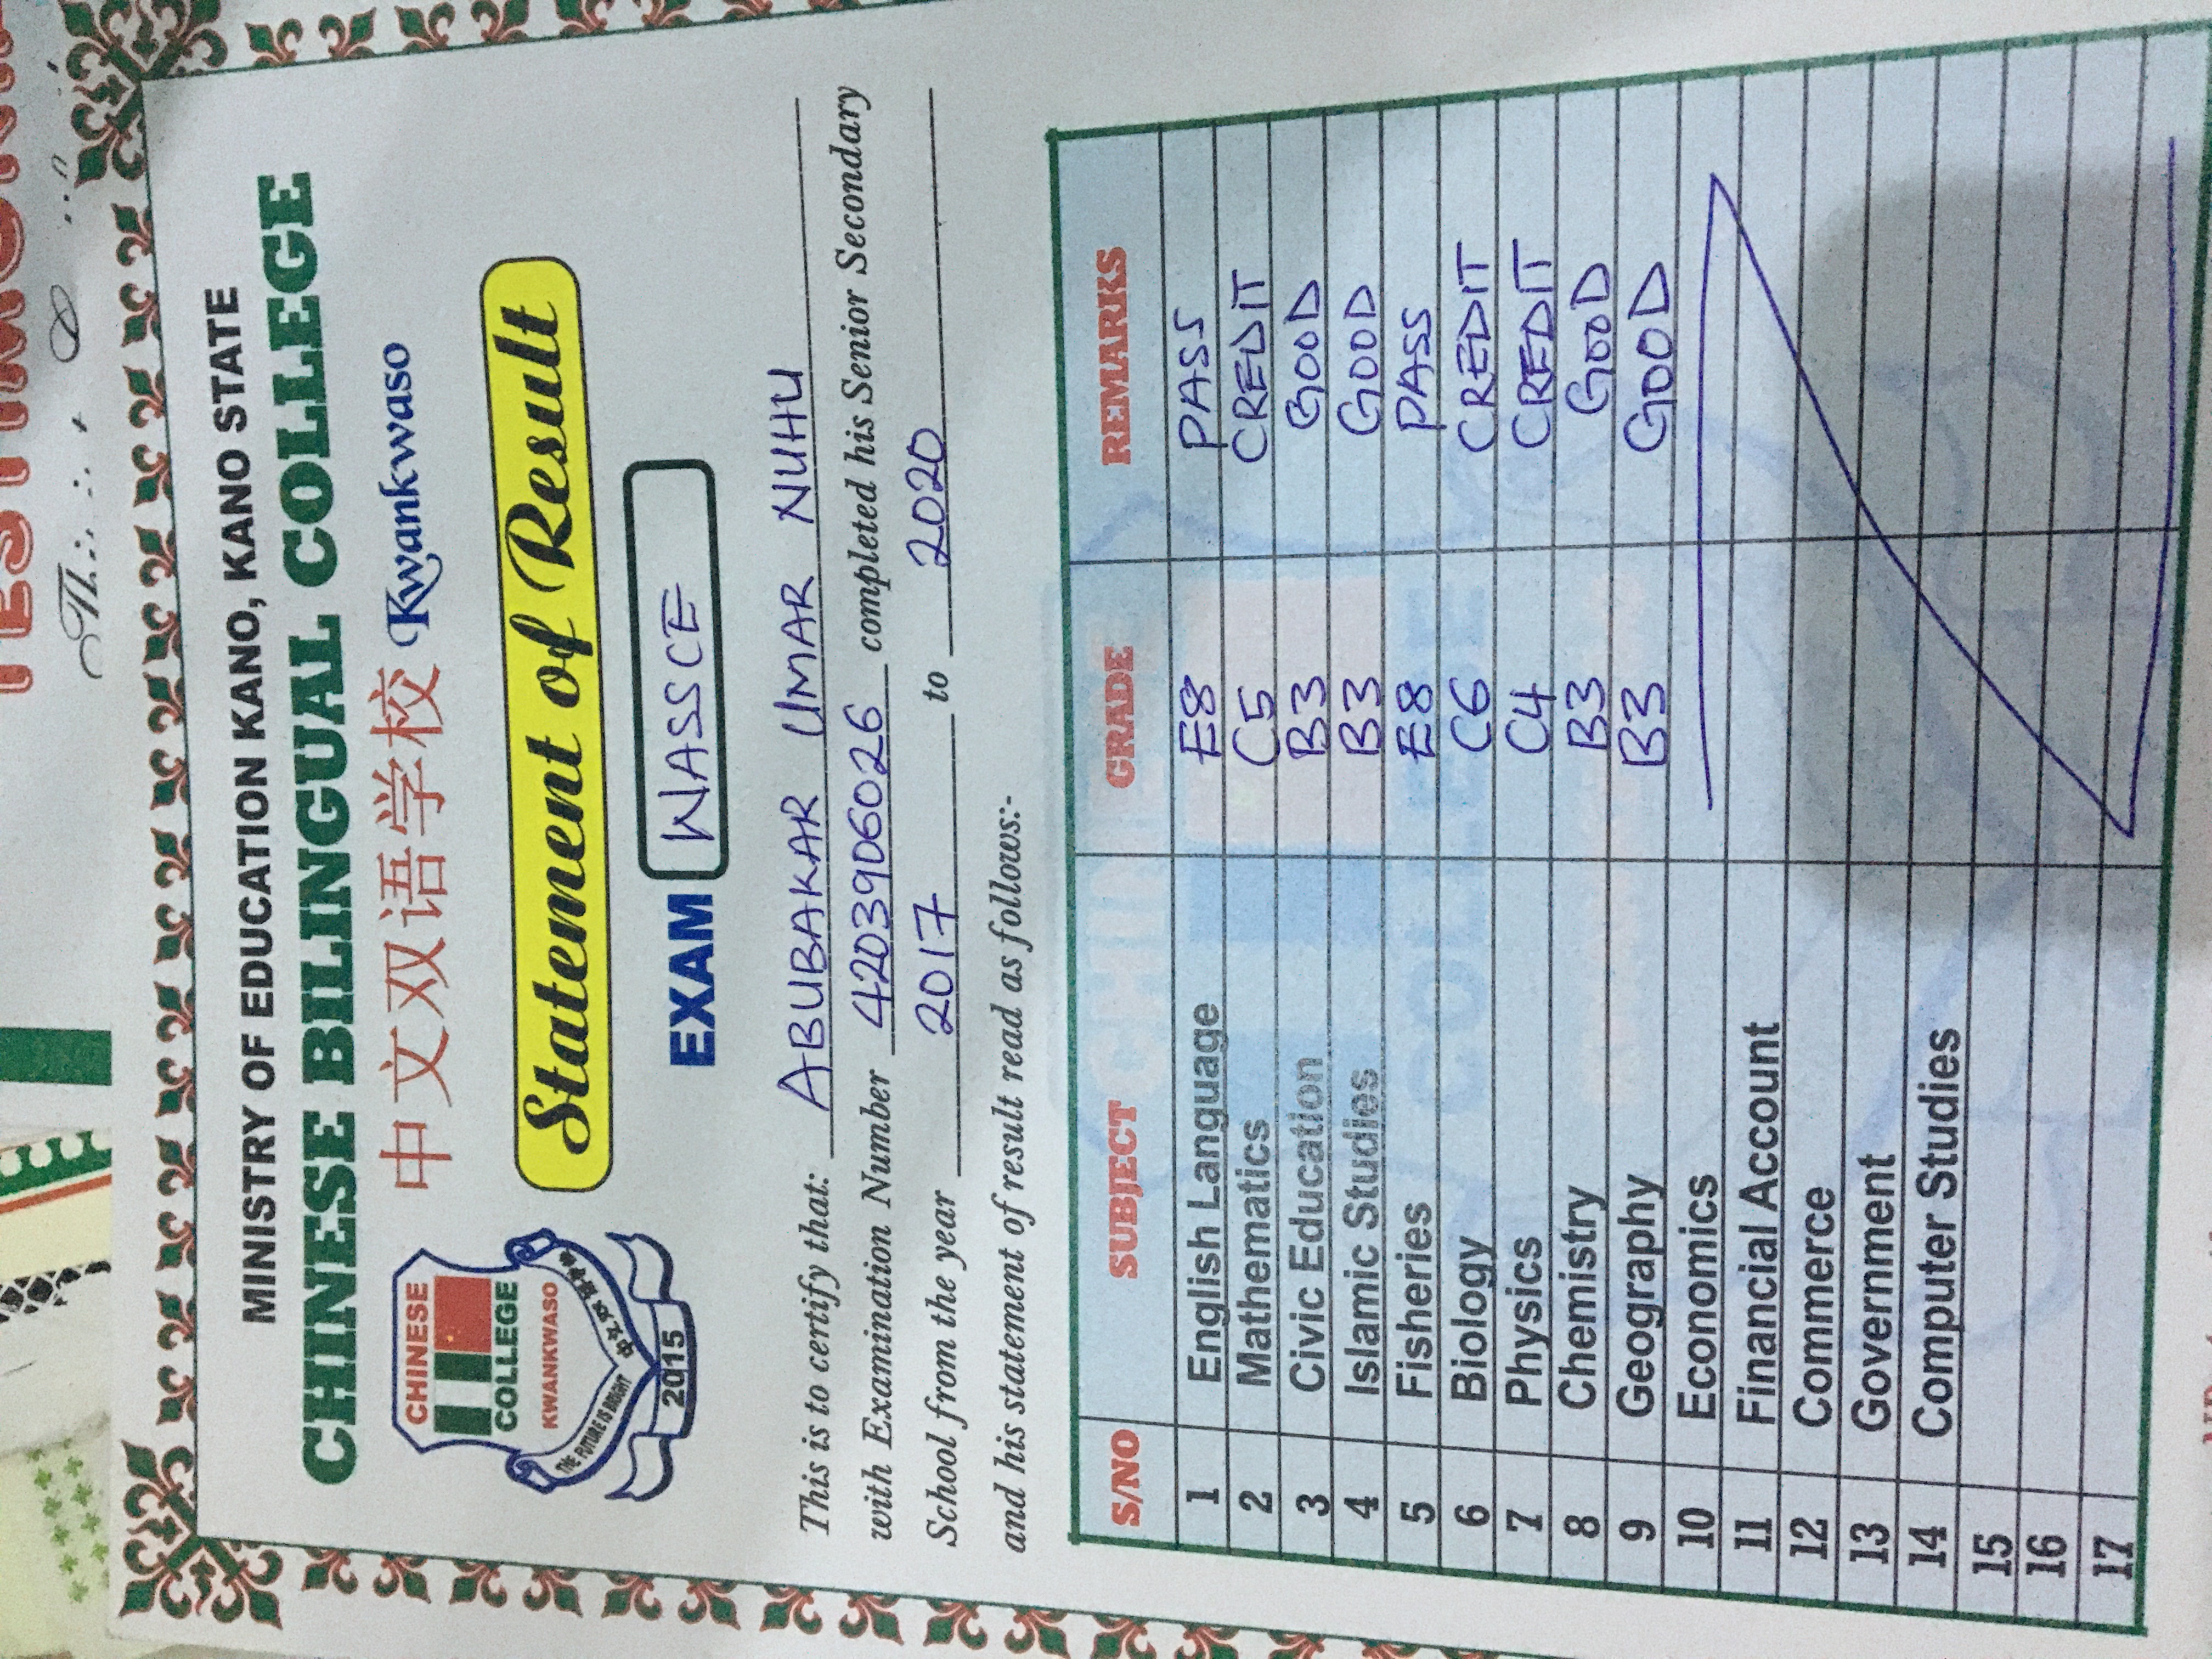 TESTIMONIA
MINISTRY OF EDUCATION KANO, KANO STATE
CHINESE BILINGUAL COLLEGE
中文双语学校 Kwankwaso
CHINESE
COLLEGE
KWANKWASO
THE FUTURE IS BRIGHT 中文双语学校
2015
Statement of Result
EXAM WASSCE
This is to certify that: ABUBAKAR UMAR NUHU
with Examination Number 4203906026 completed his Senior Secondary
School from the year 2017 to 2020
and his statement of result read as follows:-
S/NO SUBJECT GRADE REMARKS
1 English Language E8 PASS
2 Mathematics C5 CREDIT
3 Civic Education B3 GOOD
4 Islamic Studies B3 GOOD
5 Fisheries E8 PASS
6 Biology C6 CREDIT
7 Physics C4 CREDIT
8 Chemistry B3 GOOD
9 Geography B3 GOOD
10 Economics
11 Financial Account
12 Commerce
13 Government
14 Computer Studies
15
16
17